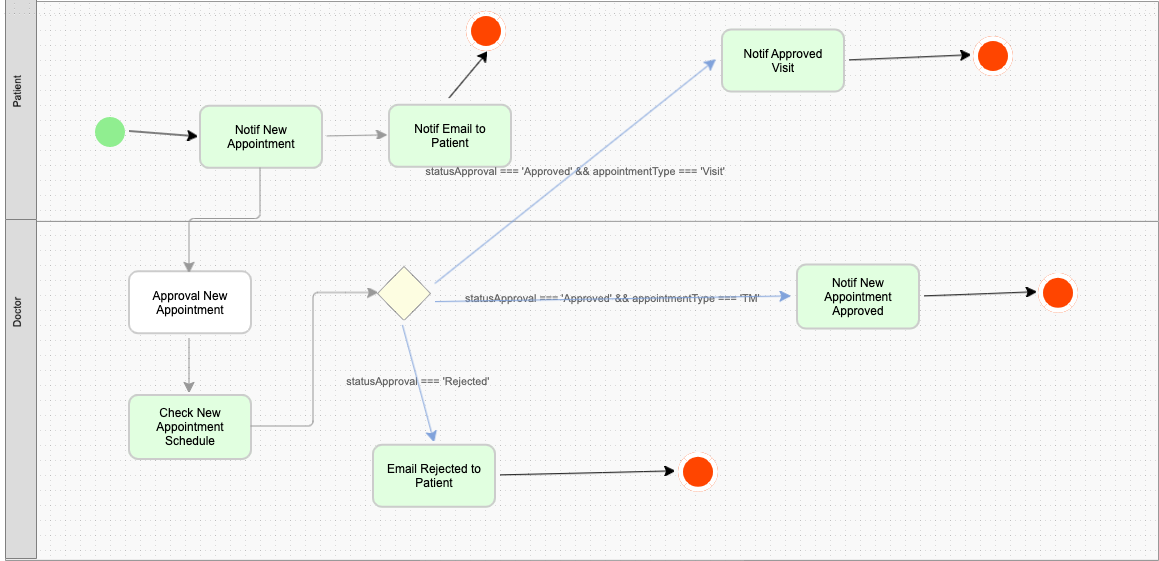 Patient
Notif New
Appointment
Notif Email to
Patient
Notif Approved
Visit
statusApproval === 'Approved' && appointmentType === 'Visit'
Doctor
Approval New
Appointment
Check New
Appointment
Schedule
statusApproval === 'Approved' && appointmentType === 'TM'
Notif New
Appointment
Approved
statusApproval === 'Rejected'
Email Rejected to
Patient